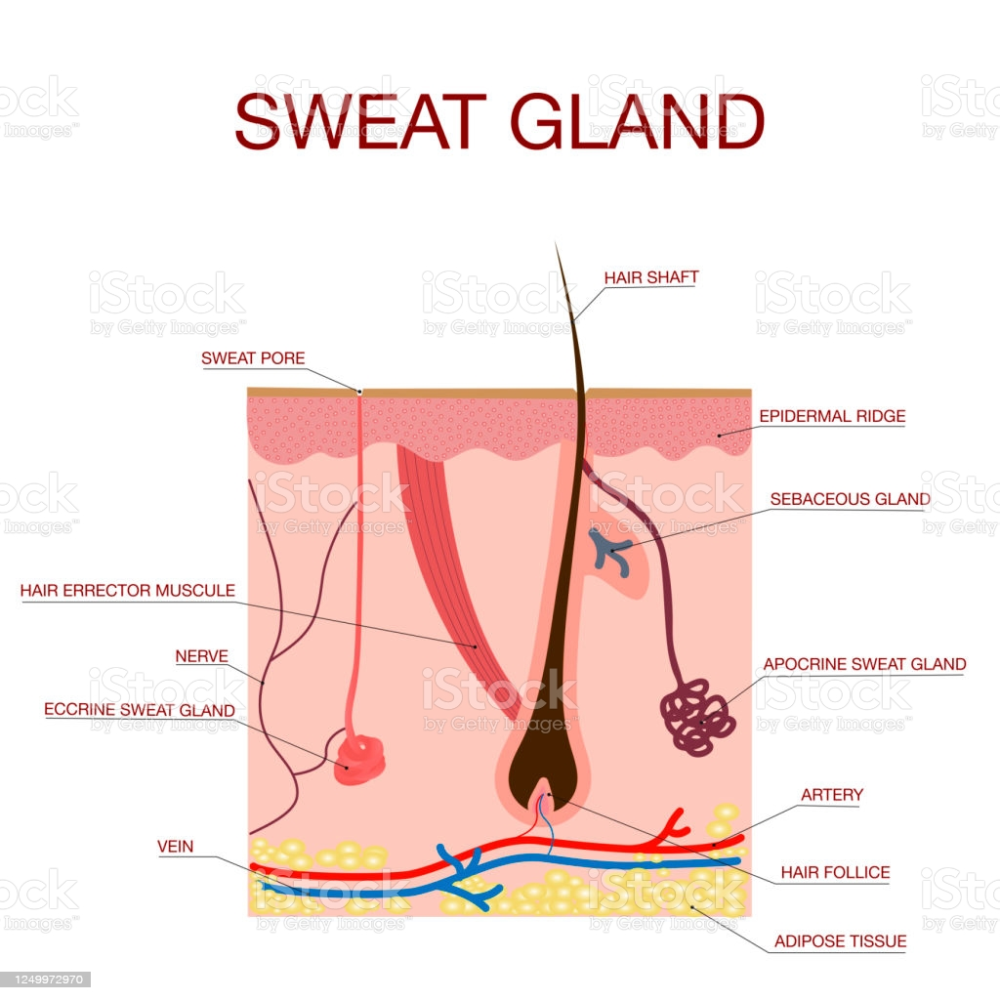 SWEAT GLAND
HAIR SHAFT
SWEAT PORE
EPIDERMAL RIDGE
SEBACEOUS GLAND
HAIR ERRECTOR MUSCULE
NERVE
APOCRINE SWEAT GLAND
ECCRINE SWEAT GLAND
ARTERY
VEIN
HAIR FOLLICE
ADIPOSE TISSUE
iStock
by Getty Images™
1249972970